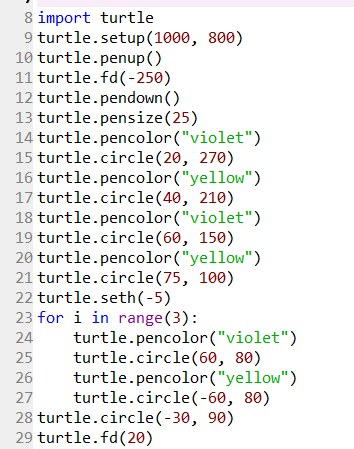 8 import turtle
9 turtle.setup(1000, 800)
10 turtle.penup()
11 turtle.fd(-250)
12 turtle.pendown()
13 turtle.pensize(25)
14 turtle.pencolor("violet")
15 turtle.circle(20, 270)
16 turtle.pencolor("yellow")
17 turtle.circle(40, 210)
18 turtle.pencolor("violet")
19 turtle.circle(60, 150)
20 turtle.pencolor("yellow")
21 turtle.circle(75, 100)
22 turtle.seth(-5)
23 for i in range(3):
24     turtle.pencolor("violet")
25     turtle.circle(60, 80)
26     turtle.pencolor("yellow")
27     turtle.circle(-60, 80)
28 turtle.circle(-30, 90)
29 turtle.fd(20)